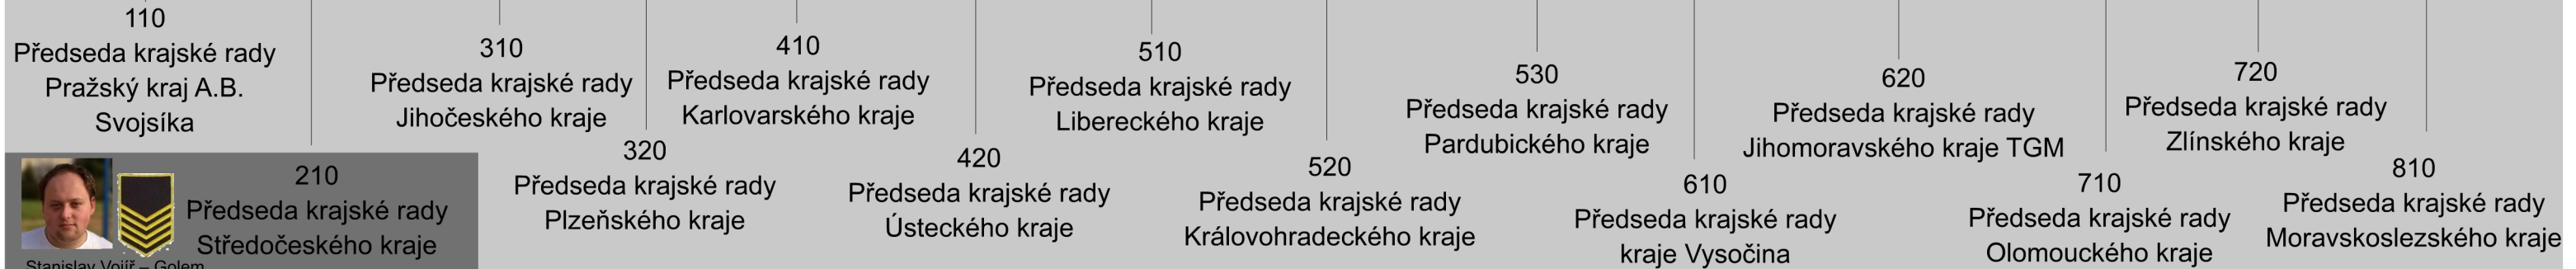 110
Předseda krajské rady
Pražský kraj A.B.
Svojsíka
210
Předseda krajské rady
Středočeského kraje
Stanislav Vojíř – Golem
310
Předseda krajské rady
Jihočeského kraje
320
Předseda krajské rady
Plzeňského kraje
410
Předseda krajské rady
Karlovarského kraje
420
Předseda krajské rady
Ústeckého kraje
510
Předseda krajské rady
Libereckého kraje
520
Předseda krajské rady
Královohradeckého kraje
530
Předseda krajské rady
Pardubického kraje
610
Předseda krajské rady
kraje Vysočina
620
Předseda krajské rady
Jihomoravského kraje TGM
710
Předseda krajské rady
Olomouckého kraje
720
Předseda krajské rady
Zlínského kraje
810
Předseda krajské rady
Moravskoslezského kraje